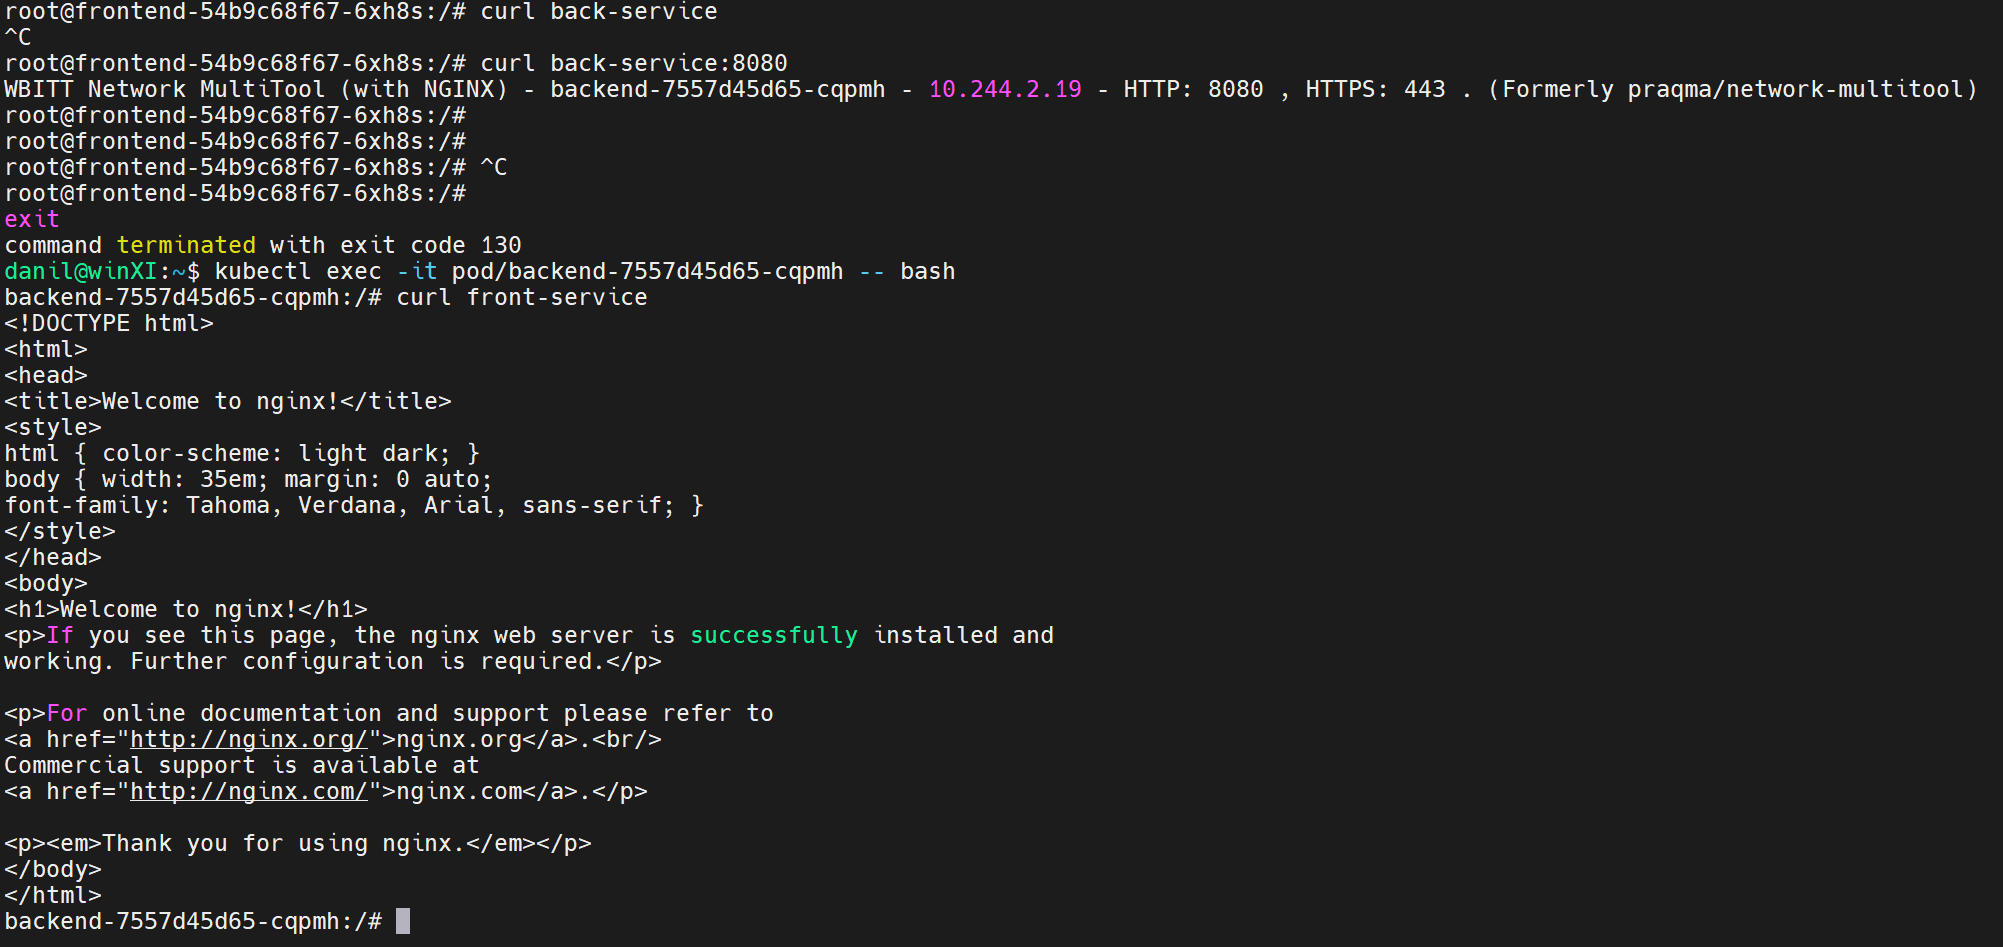 root@frontend-54b9c68f67-6xh8s:/# curl back-service
^C
root@frontend-54b9c68f67-6xh8s:/# curl back-service:8080
WBITT Network MultiTool (with NGINX) - backend-7557d45d65-cqpmh - 10.244.2.19 - HTTP: 8080 , HTTPS: 443 . (Formerly praqma/network-multitool)
root@frontend-54b9c68f67-6xh8s:/#
root@frontend-54b9c68f67-6xh8s:/#
root@frontend-54b9c68f67-6xh8s:/# ^C
root@frontend-54b9c68f67-6xh8s:/#
exit
command terminated with exit code 130
danil@winXI:~$ kubectl exec -it pod/backend-7557d45d65-cqpmh -- bash
backend-7557d45d65-cqpmh:/# curl front-service
<!DOCTYPE html>
<html>
<head>
<title>Welcome to nginx!</title>
<style>
html { color-scheme: light dark; }
body { width: 35em; margin: 0 auto;
font-family: Tahoma, Verdana, Arial, sans-serif; }
</style>
</head>
<body>
<h1>Welcome to nginx!</h1>
<p>If you see this page, the nginx web server is successfully installed and
working. Further configuration is required.</p>

<p>For online documentation and support please refer to
<a href="http://nginx.org/">nginx.org</a>.<br/>
Commercial support is available at
<a href="http://nginx.com/">nginx.com</a>.</p>

<p><em>Thank you for using nginx.</em></p>
</body>
</html>
backend-7557d45d65-cqpmh:/#